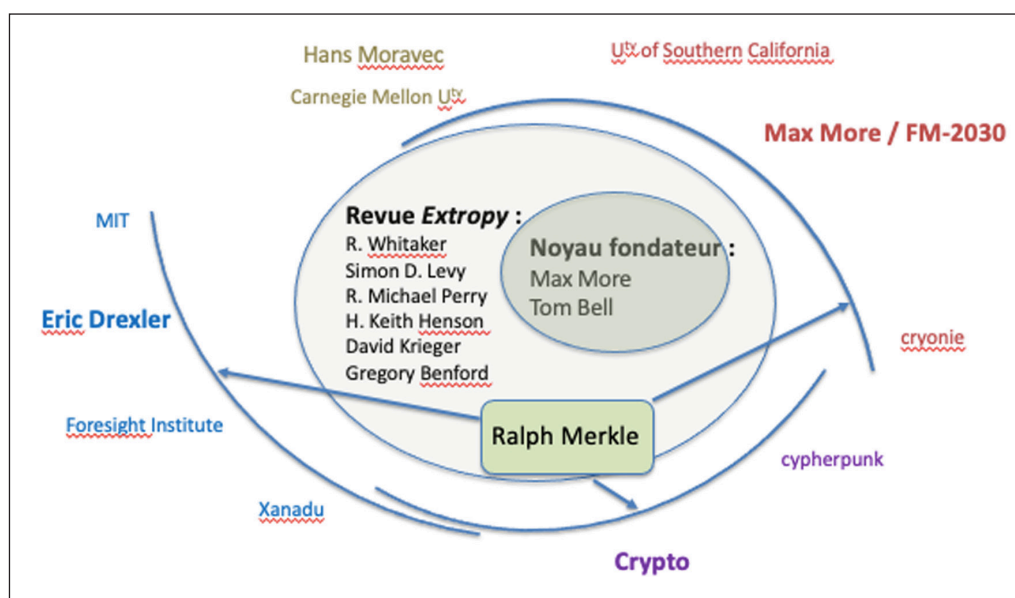 Hans Moravec
Carnegie Mellon Uty.
Uty. of Southern California
Max More / FM-2030
MIT
Revue Extropy :
R. Whitaker
Simon D. Levy
R. Michael Perry
H. Keith Henson
David Krieger
Gregory Benford
Noyau fondateur :
Max More
Tom Bell
Eric Drexler
cryonie
Foresight Institute
Ralph Merkle
cypherpunk
Xanadu
Crypto